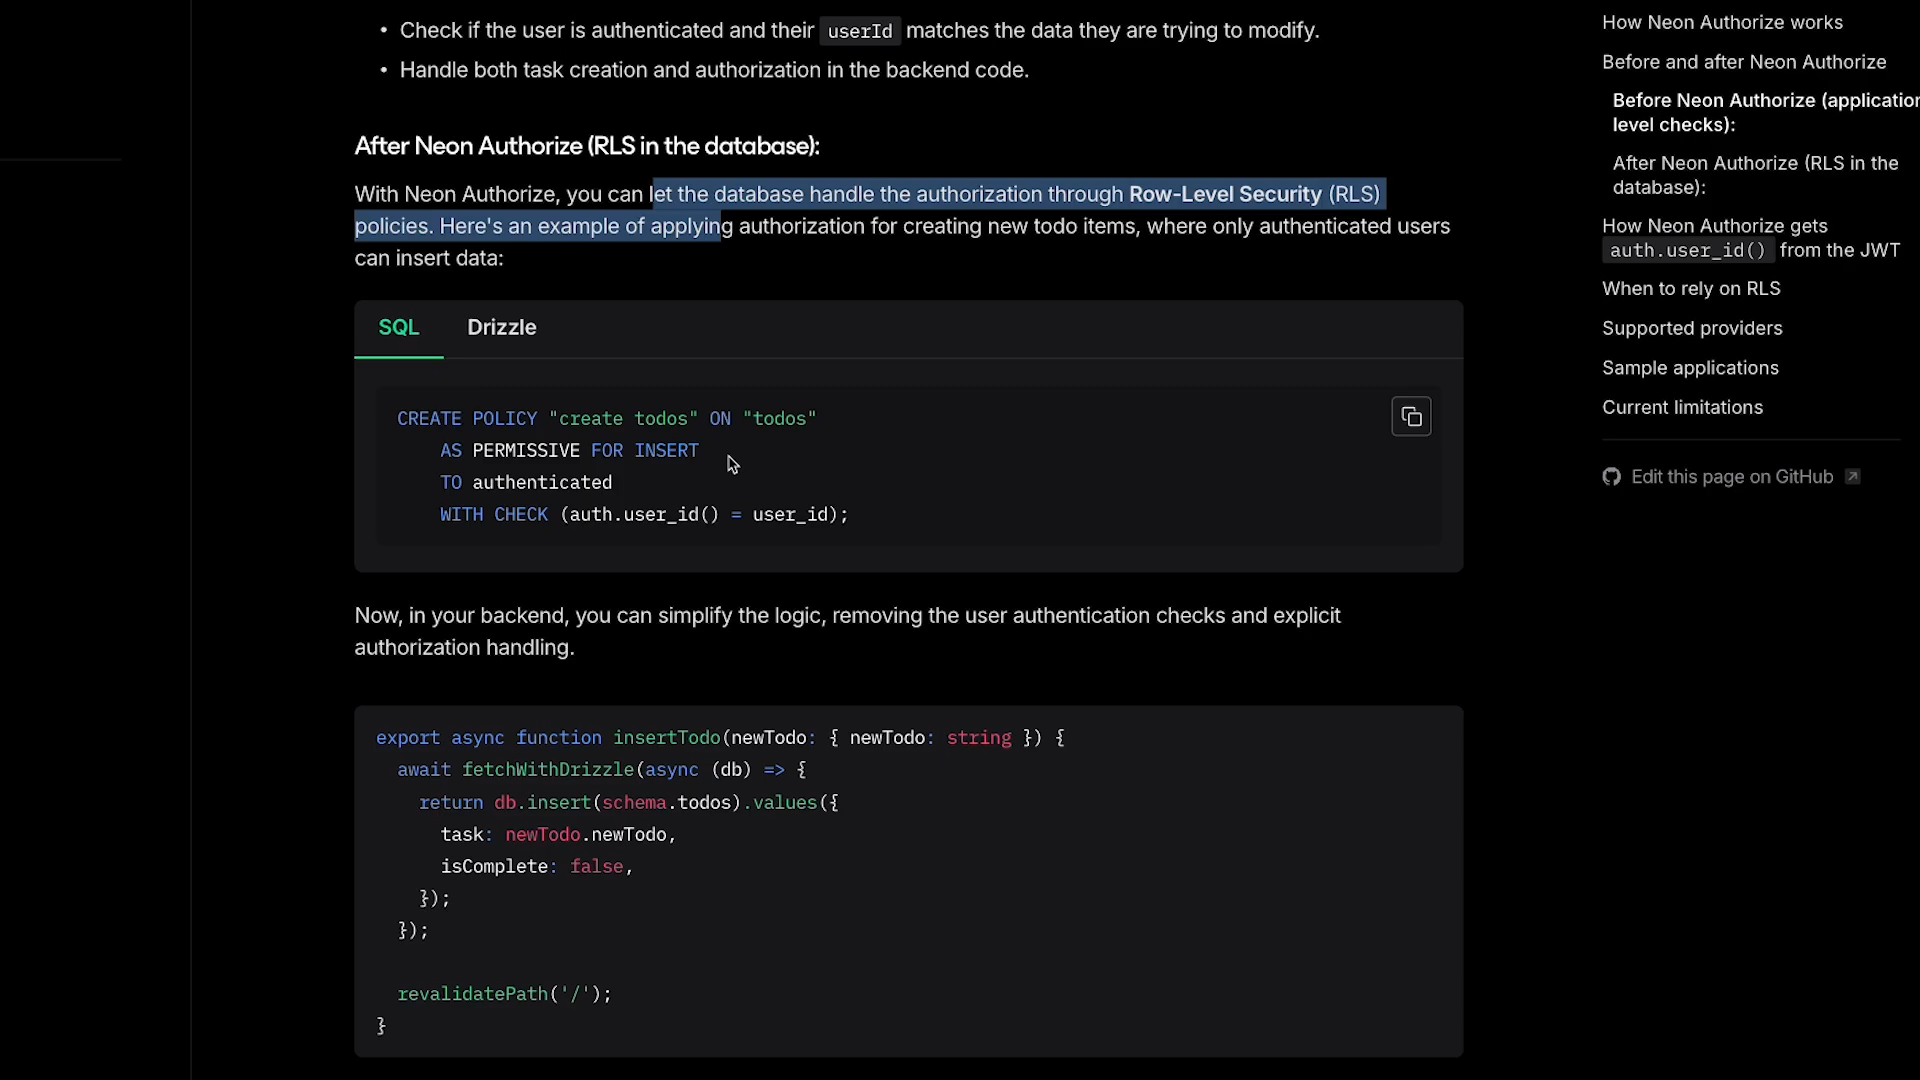 • Check if the user is authenticated and their userId matches the data they are trying to modify.
• Handle both task creation and authorization in the backend code.
After Neon Authorize (RLS in the database):
With Neon Authorize, you can let the database handle the authorization through Row-Level Security (RLS)
policies. Here's an example of applying authorization for creating new todo items, where only authenticated users
can insert data:
SQL Drizzle
CREATE POLICY "create todos" ON "todos"
    AS PERMISSIVE FOR INSERT
    TO authenticated
    WITH CHECK (auth.user_id() = user_id);
Now, in your backend, you can simplify the logic, removing the user authentication checks and explicit
authorization handling.
export async function insertTodo(newTodo: { newTodo: string }) {
  await fetchWithDrizzle(async (db) => {
    return db.insert(schema.todos).values({
      task: newTodo.newTodo,
      isComplete: false,
    });
  });
  revalidatePath('/');
}
How Neon Authorize works
Before and after Neon Authorize
Before Neon Authorize (application
level checks):
After Neon Authorize (RLS in the
database):
How Neon Authorize gets
auth.user_id() from the JWT
When to rely on RLS
Supported providers
Sample applications
Current limitations
Edit this page on GitHub